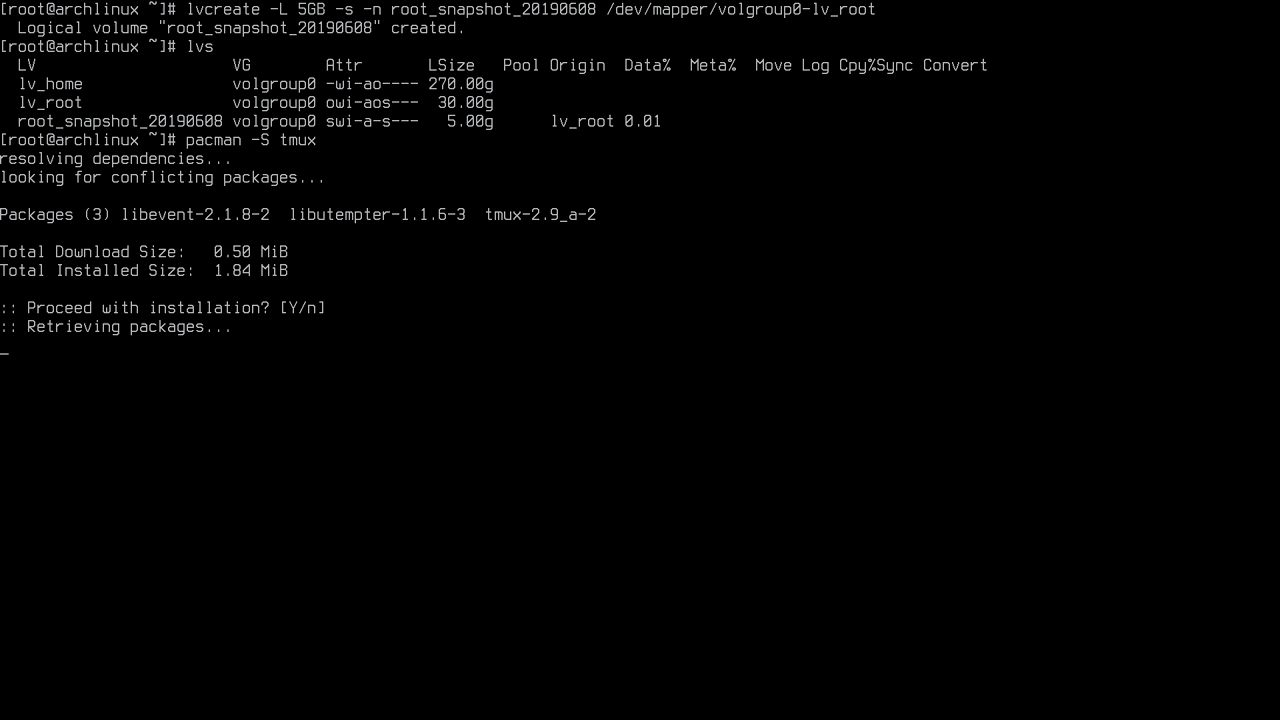 [root@archlinux ~]# lvcreate -L 5GB -s -n root_snapshot_20190608 /dev/mapper/volgroup0-lv_root
  Logical volume "root_snapshot_20190608" created.
[root@archlinux ~]# lvs
  LV                     VG        Attr       LSize   Pool Origin  Data%  Meta%  Move Log Cpy%Sync Convert
  lv_home                volgroup0 -wi-ao---- 270.00g
  lv_root                volgroup0 owi-aos---  30.00g
  root_snapshot_20190608 volgroup0 swi-a-s---   5.00g      lv_root 0.01
[root@archlinux ~]# pacman -S tmux
resolving dependencies...
looking for conflicting packages...

Packages (3) libevent-2.1.8-2  libutempter-1.1.6-3  tmux-2.9_a-2

Total Download Size:   0.50 MiB
Total Installed Size:  1.84 MiB

:: Proceed with installation? [Y/n]
:: Retrieving packages...
_